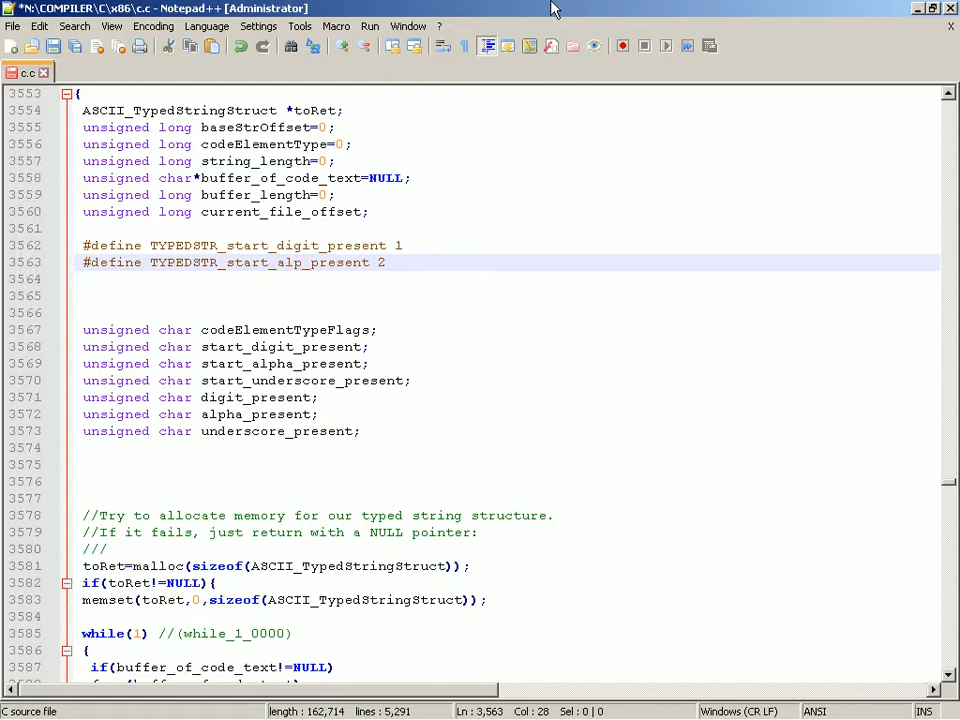 *N:\COMPILER\C\x86\c.c - Notepad++ [Administrator]
File Edit Search View Encoding Language Settings Tools Macro Run Window ? X
c.c
3553 {
3554 ASCII_TypedStringStruct *toRet;
3555 unsigned long baseStrOffset=0;
3556 unsigned long codeElementType=0;
3557 unsigned long string_length=0;
3558 unsigned char*buffer_of_code_text=NULL;
3559 unsigned long buffer_length=0;
3560 unsigned long current_file_offset;
3561
3562 #define TYPEDSTR_start_digit_present 1
3563 #define TYPEDSTR_start_alp_present 2
3564
3565
3566
3567 unsigned char codeElementTypeFlags;
3568 unsigned char start_digit_present;
3569 unsigned char start_alpha_present;
3570 unsigned char start_underscore_present;
3571 unsigned char digit_present;
3572 unsigned char alpha_present;
3573 unsigned char underscore_present;
3574
3575
3576
3577
3578 //Try to allocate memory for our typed string structure.
3579 //If it fails, just return with a NULL pointer:
3580 ///
3581 toRet=malloc(sizeof(ASCII_TypedStringStruct));
3582 if(toRet!=NULL){
3583 memset(toRet,0,sizeof(ASCII_TypedStringStruct));
3584
3585 while(1) //(while_1_0000)
3586 {
3587 if(buffer_of_code_text!=NULL)
C source file length : 162,714 lines : 5,291 Ln : 3,563 Col : 28 Sel : 0 | 0 Windows (CR LF) ANSI INS